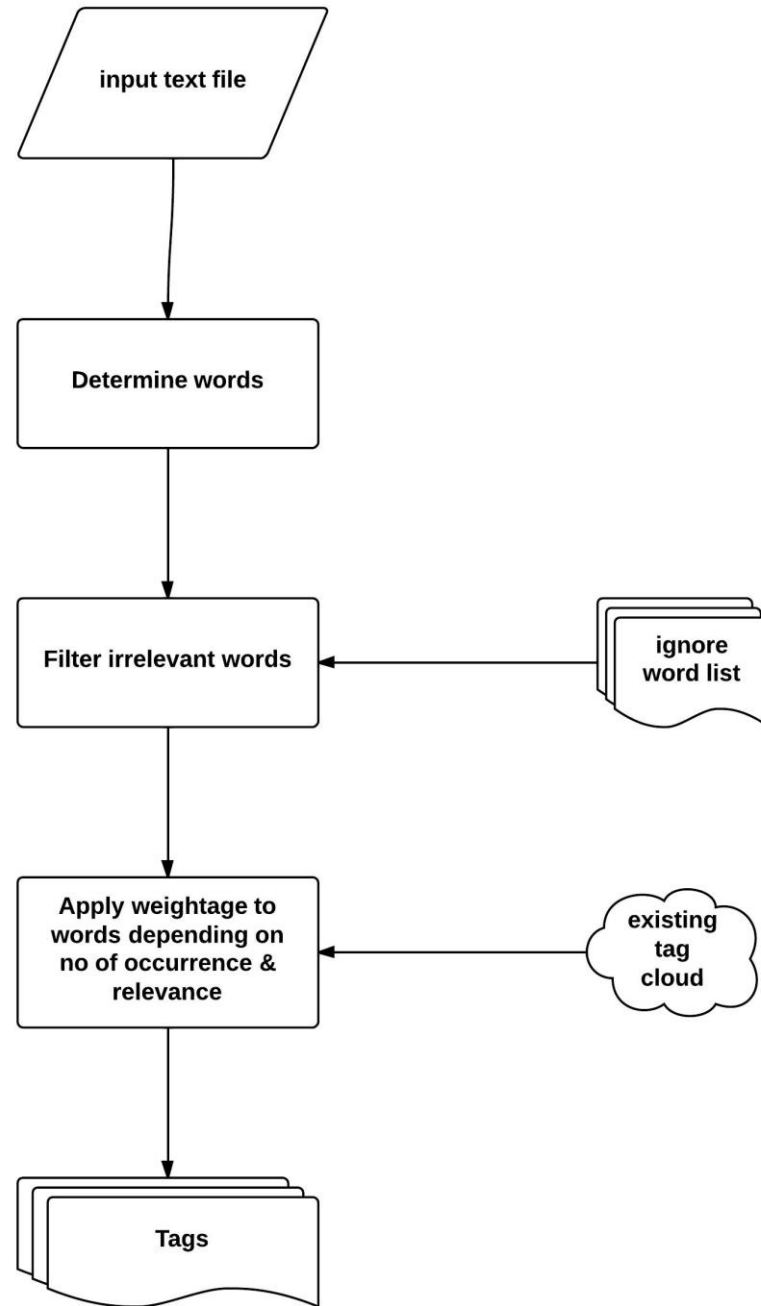 input text file
Determine words
Filter irrelevant words
ignore
word list
Apply weightage to
words depending on
no of occurrence &
relevance
existing
tag
cloud
Tags